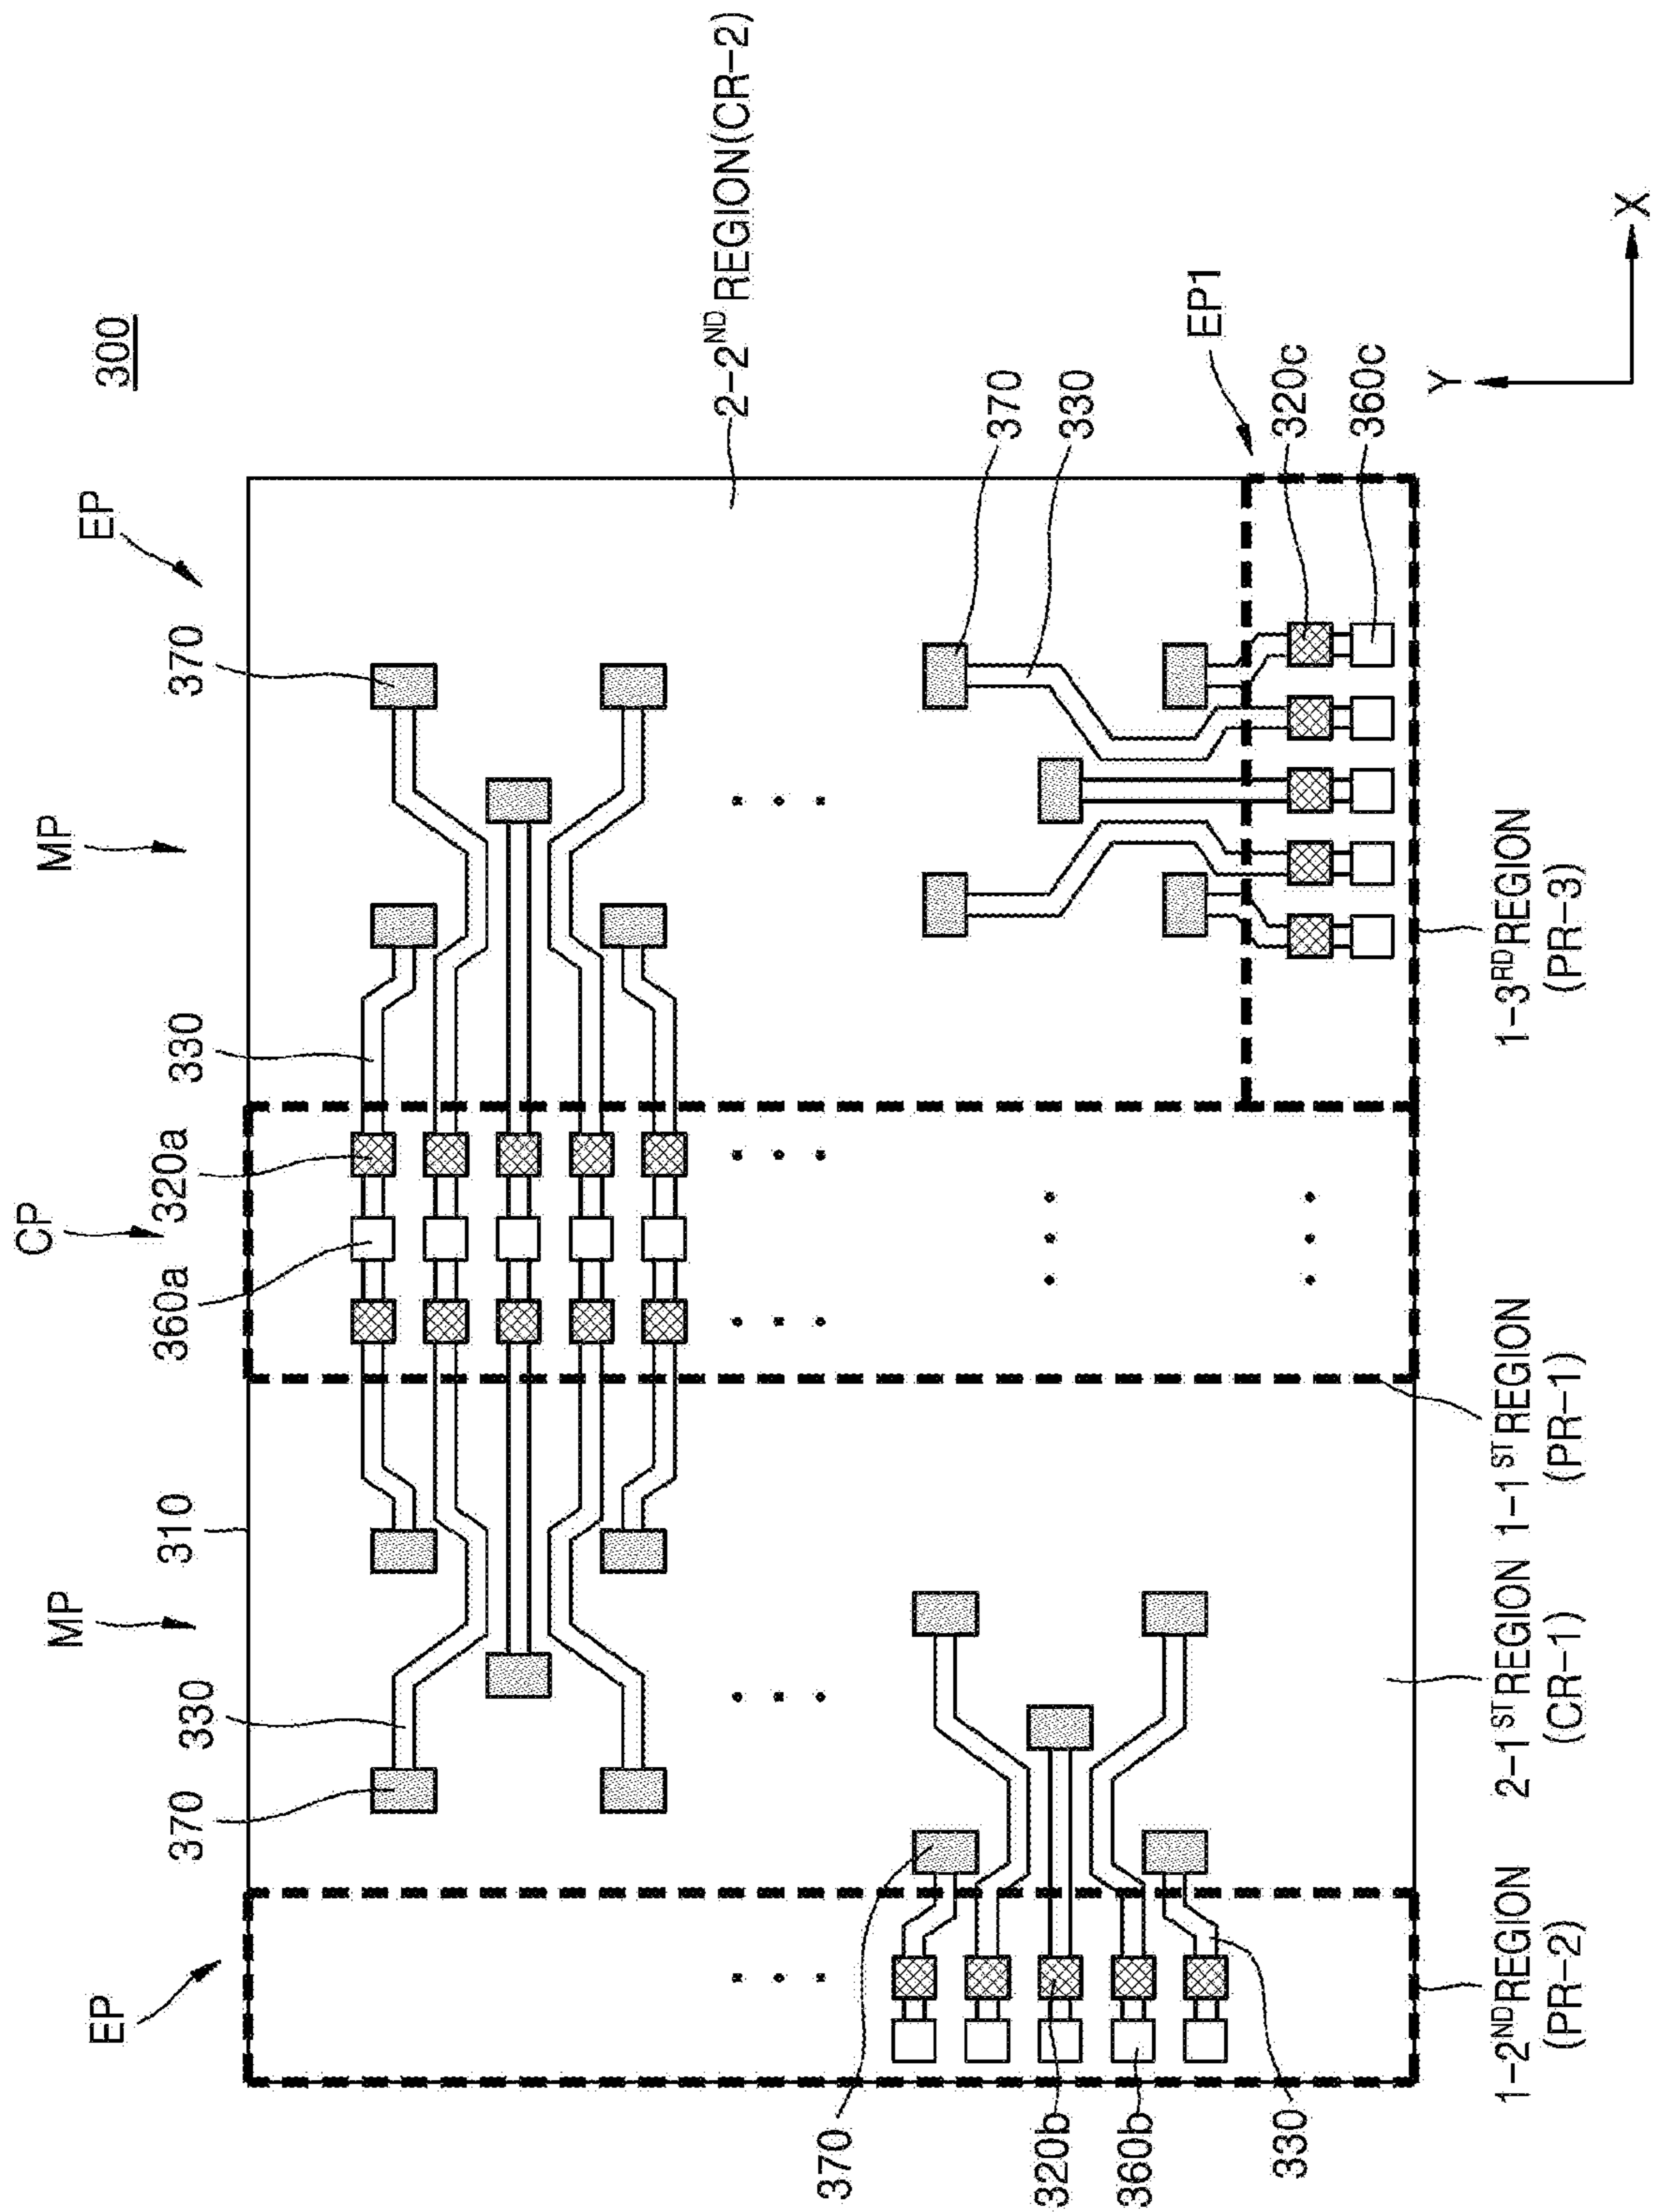 300
EP
MP
CP
MP
EP
370
330
310
360a
320a
330
370
2-2ND REGION(CR-2)
370
320b
360b
330
370
330
EP1
320c
360c
Y
X
1-2ND REGION
(PR-2)
2-1ST REGION
(CR-1)
1-1ST REGION
(PR-1)
1-3RD REGION
(PR-3)